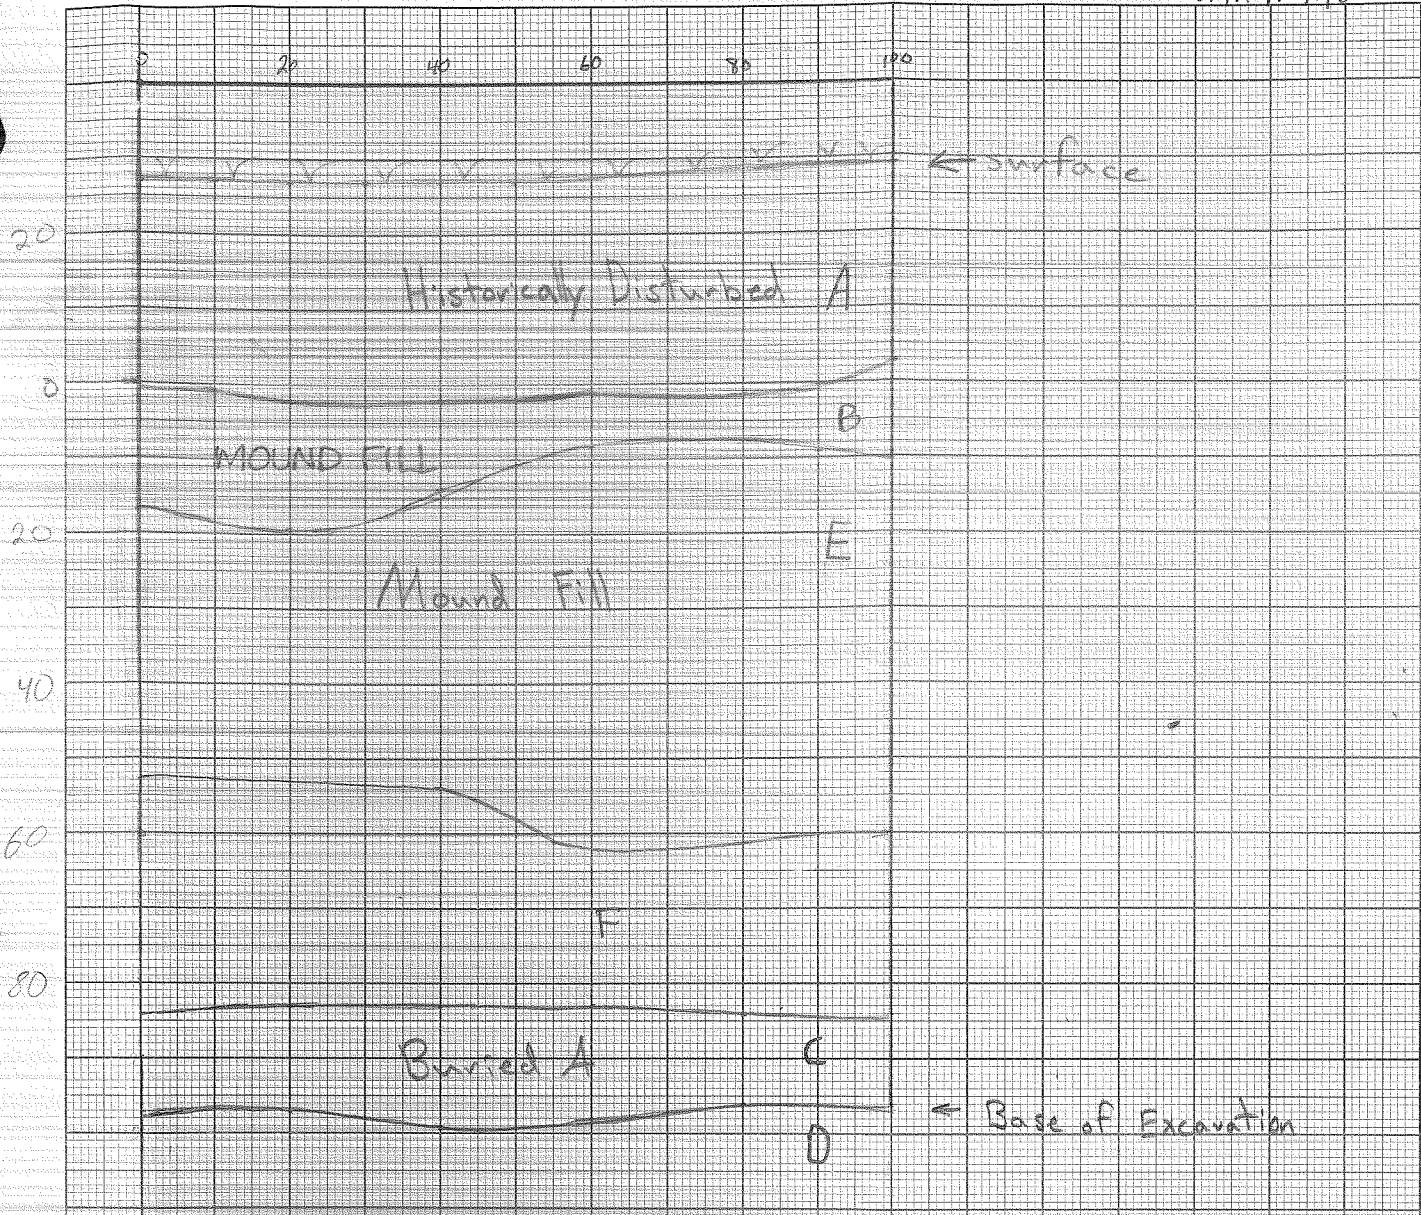 0 20 40 60 80 100
← Surface
20
Historically Disturbed A
0
B
MOUND FILL
20
E
Mound Fill
40
60
F
80
Buried A C
← Base of Excavation
D